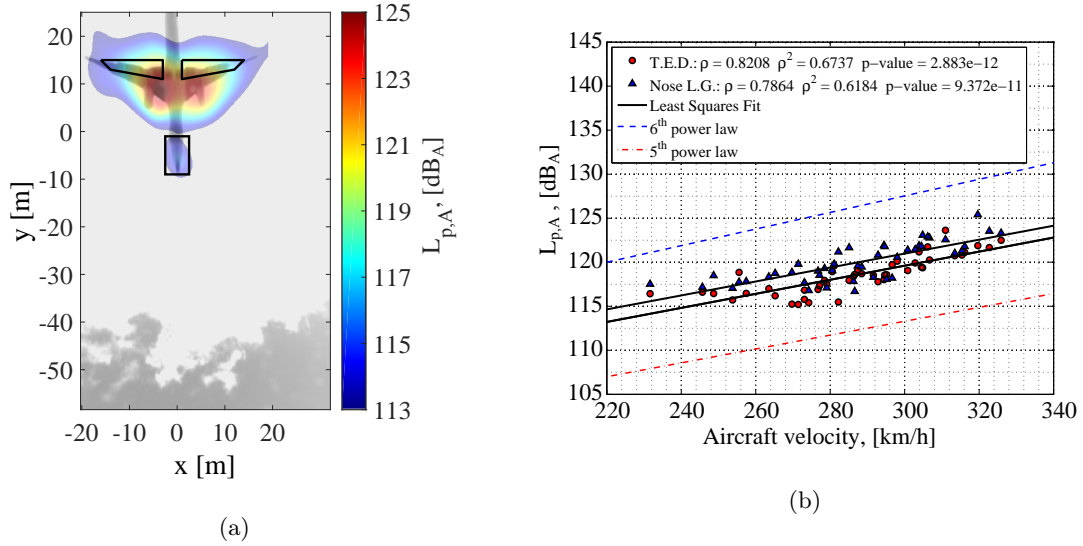 25
20
10
0
-10
-20
-30
-40
-50
y [m]
-20 -10 0 10 20
x [m]
125
123
121
119
117
115
113
L_{p,A}, [dB_A]
(a)
145
140
135
130
125
120
115
110
105
L_{p,A}, [dB_A]
T.E.D.: ρ = 0.8208 ρ² = 0.6737 p−value = 2.883e−12
Nose L.G.: ρ = 0.7864 ρ² = 0.6184 p−value = 9.372e−11
Least Squares Fit
6th power law
5th power law
220 240 260 280 300 320 340
Aircraft velocity, [km/h]
(b)